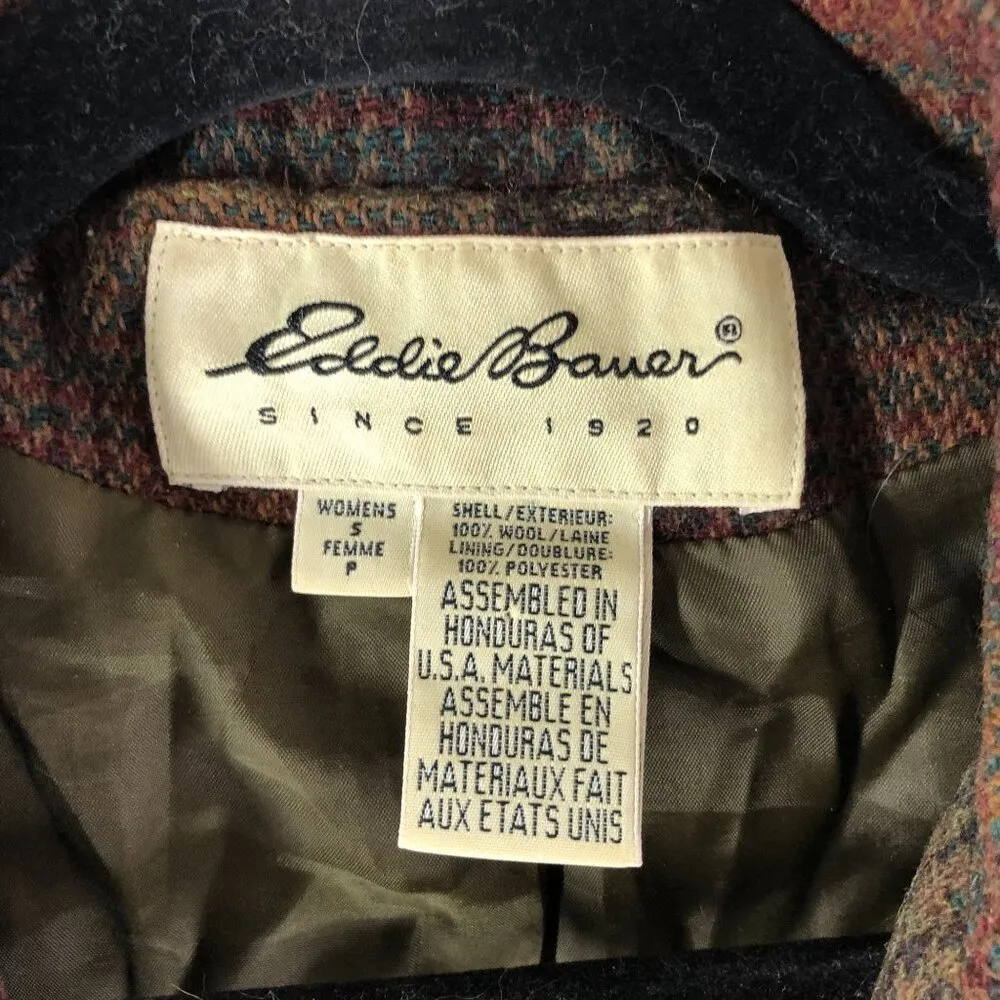 Eddie Bauer®
SINCE 1920
WOMENS
S
FEMME
P
SHELL/EXTERIEUR:
100% WOOL/LAINE
LINING/DOUBLURE:
100% POLYESTER
ASSEMBLED IN
HONDURAS OF
U.S.A. MATERIALS
ASSEMBLE EN
HONDURAS DE
MATERIAUX FAIT
AUX ETATS UNIS